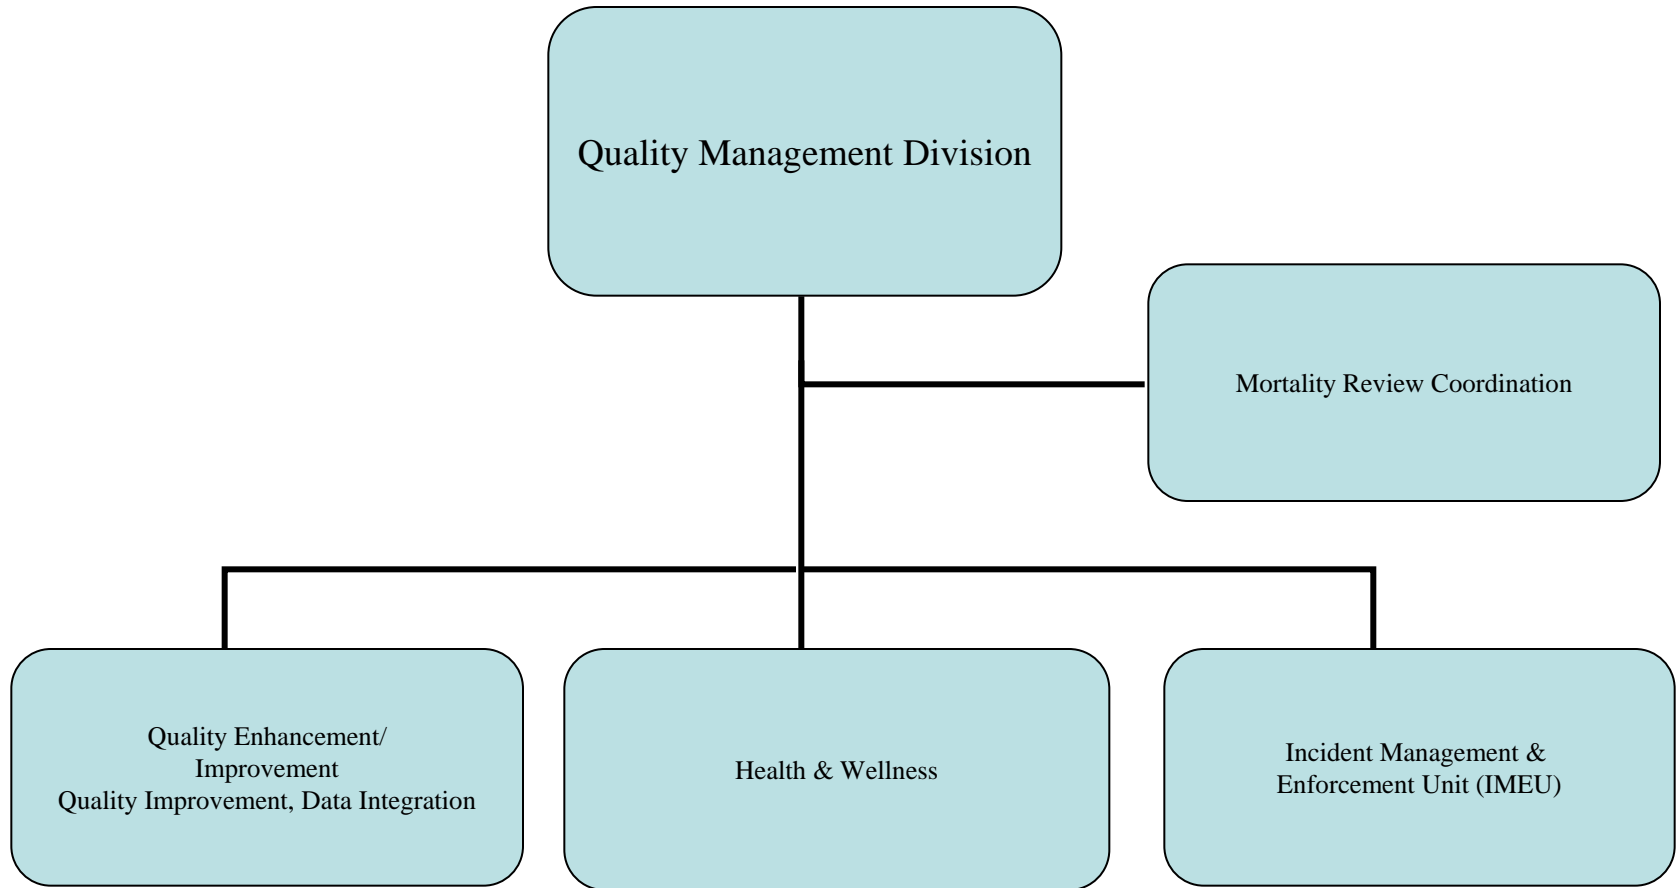 Quality Management Division
Mortality Review Coordination
Quality Enhancement/
Improvement
Quality Improvement, Data Integration
Health & Wellness
Incident Management &
Enforcement Unit (IMEU)